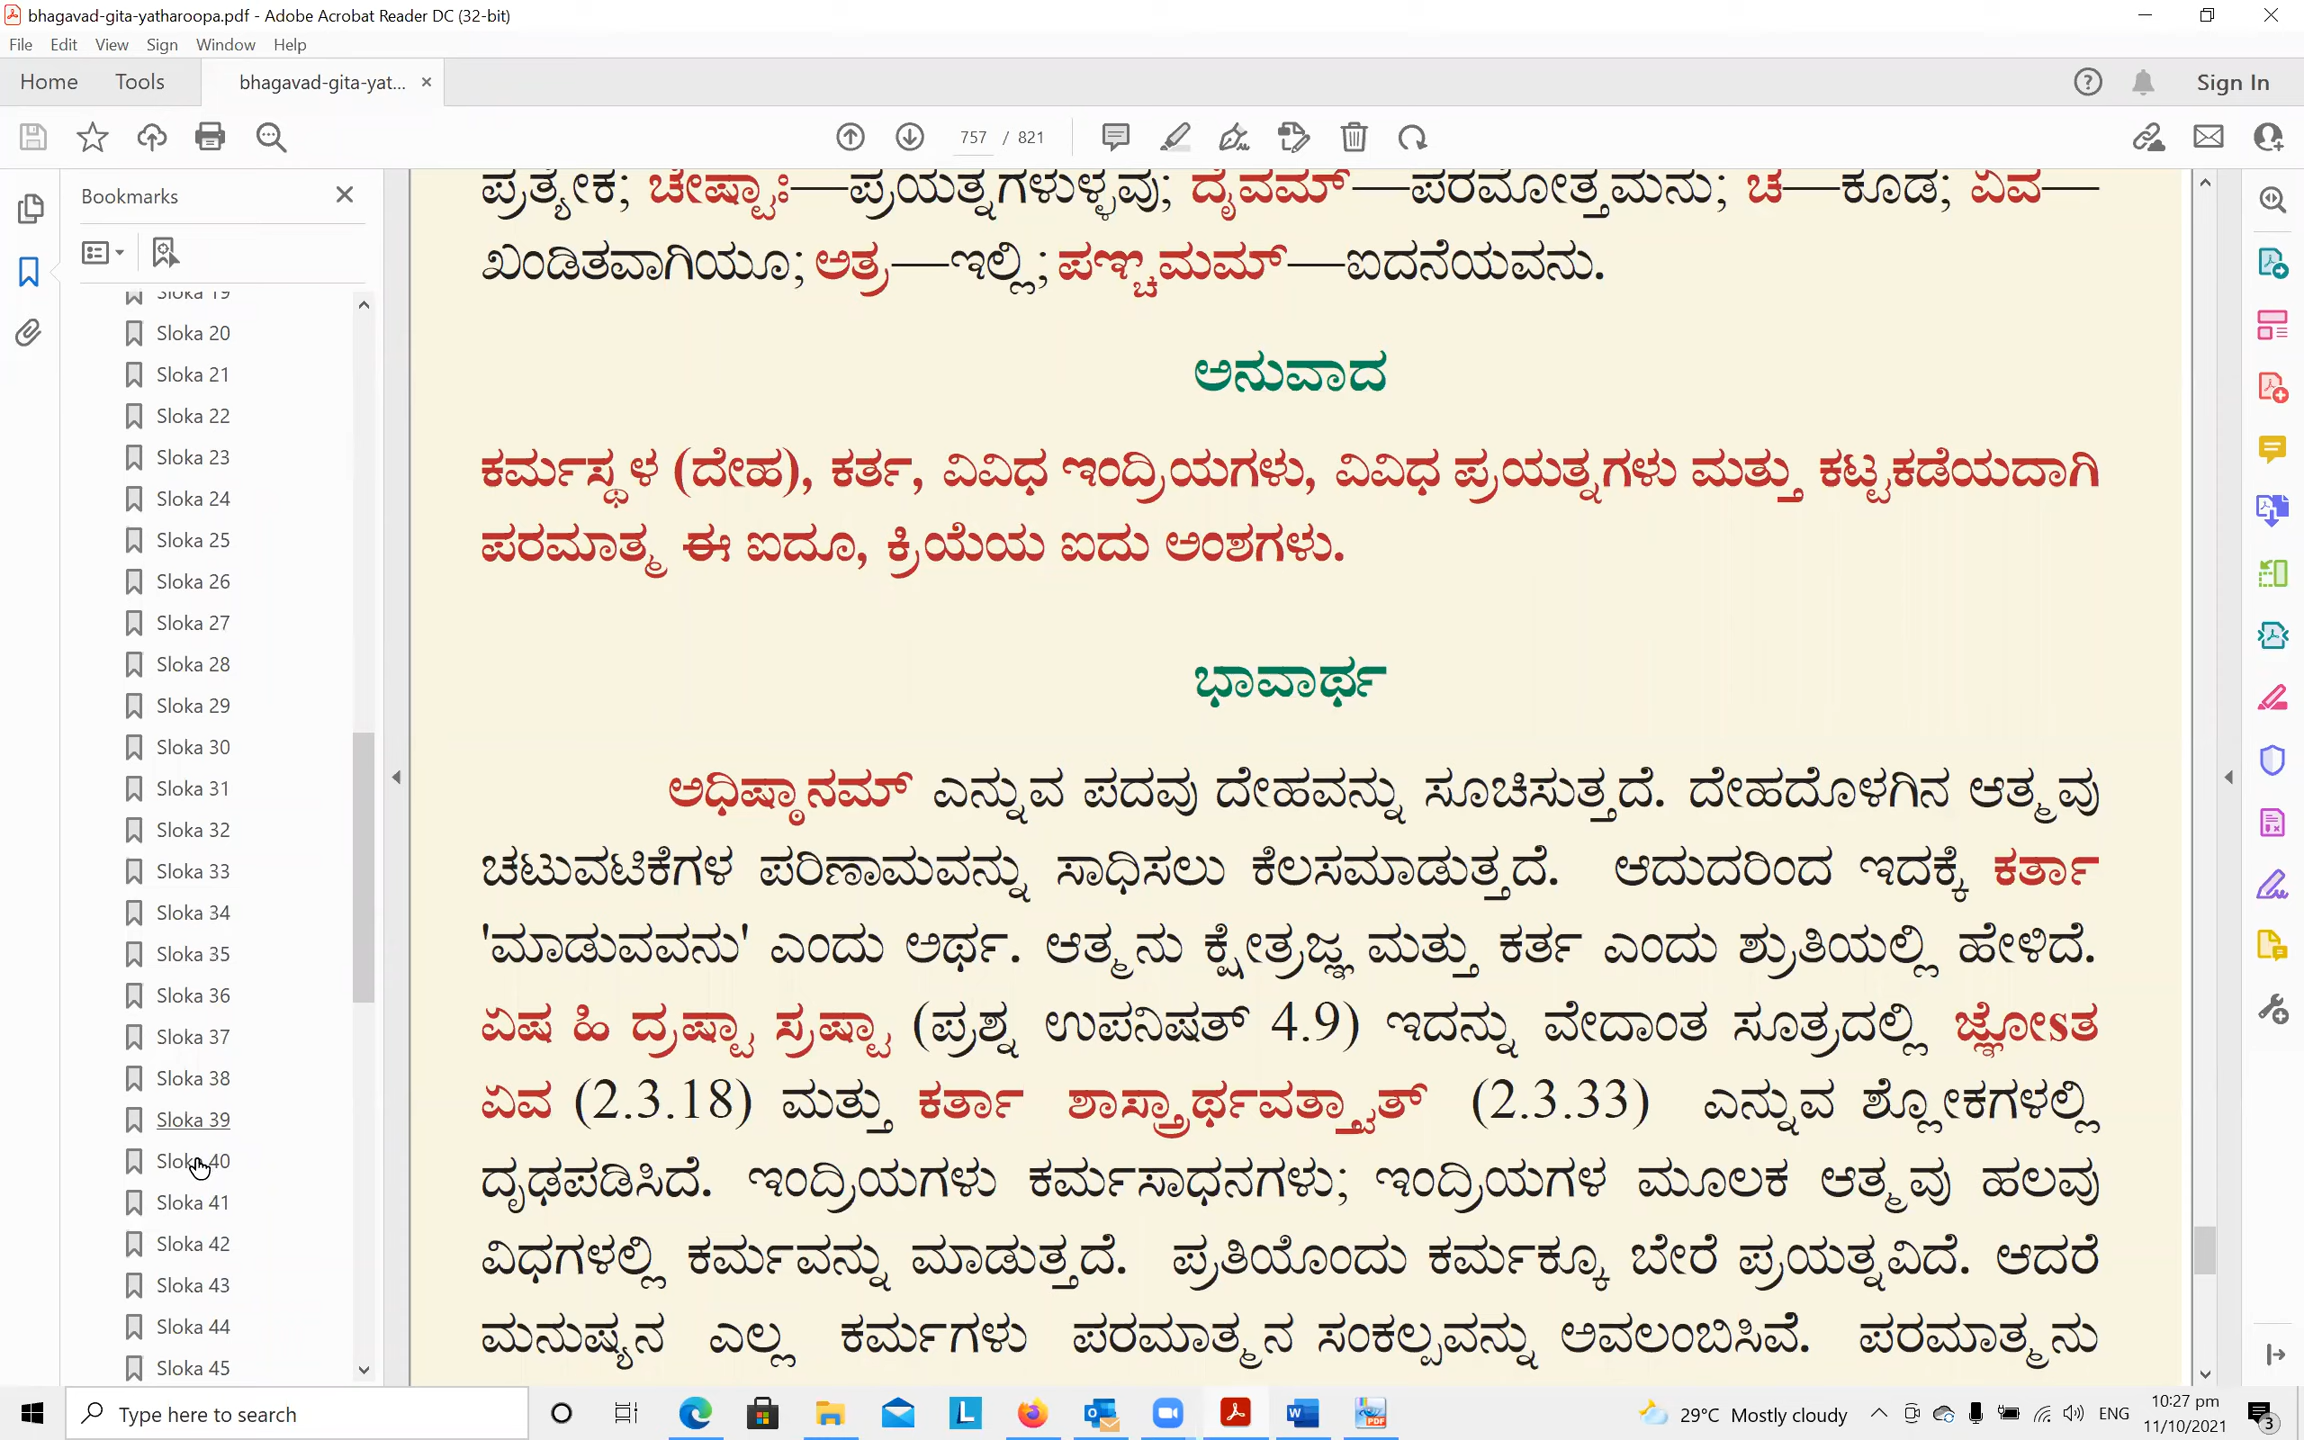 bhagavad-gita-yatharoopa.pdf - Adobe Acrobat Reader DC (32-bit)
File Edit View Sign Window Help
Home Tools bhagavad-gita-yat... × Sign In
757 / 821
Bookmarks
Sloka 19
Sloka 20
Sloka 21
Sloka 22
Sloka 23
Sloka 24
Sloka 25
Sloka 26
Sloka 27
Sloka 28
Sloka 29
Sloka 30
Sloka 31
Sloka 32
Sloka 33
Sloka 34
Sloka 35
Sloka 36
Sloka 37
Sloka 38
Sloka 39
Sloka 40
Sloka 41
Sloka 42
Sloka 43
Sloka 44
Sloka 45
ಪ್ರತ್ಯೇಕ; ಚೇಷ್ಟಾಃ—ಪ್ರಯತ್ನಗಳುಳ್ಳವು; ದೈವಮ್—ಪರಮೋತ್ತಮನು; ಚ—ಕೂಡ; ಏವ—
ಖಂಡಿತವಾಗಿಯೂ; ಅತ್ರ—ಇಲ್ಲಿ; ಪಞ್ಚಮಮ್—ಐದನೆಯವನು.
ಅನುವಾದ
ಕರ್ಮಸ್ಥಳ (ದೇಹ), ಕರ್ತ, ವಿವಿಧ ಇಂದ್ರಿಯಗಳು, ವಿವಿಧ ಪ್ರಯತ್ನಗಳು ಮತ್ತು ಕಟ್ಟಕಡೆಯದಾಗಿ
ಪರಮಾತ್ಮ ಈ ಐದೂ, ಕ್ರಿಯೆಯ ಐದು ಅಂಶಗಳು.
ಭಾವಾರ್ಥ
ಅಧಿಷ್ಠಾನಮ್ ಎನ್ನುವ ಪದವು ದೇಹವನ್ನು ಸೂಚಿಸುತ್ತದೆ. ದೇಹದೊಳಗಿನ ಆತ್ಮವು
ಚಟುವಟಿಕೆಗಳ ಪರಿಣಾಮವನ್ನು ಸಾಧಿಸಲು ಕೆಲಸಮಾಡುತ್ತದೆ. ಆದುದರಿಂದ ಇದಕ್ಕೆ ಕರ್ತಾ
'ಮಾಡುವವನು' ಎಂದು ಅರ್ಥ. ಆತ್ಮನು ಕ್ಷೇತ್ರಜ್ಞ ಮತ್ತು ಕರ್ತ ಎಂದು ಶ್ರುತಿಯಲ್ಲಿ ಹೇಳಿದೆ.
ಏಷ ಹಿ ದ್ರಷ್ಟಾ ಸ್ರಷ್ಟಾ (ಪ್ರಶ್ನ ಉಪನಿಷತ್ 4.9) ಇದನ್ನು ವೇದಾಂತ ಸೂತ್ರದಲ್ಲಿ ಜ್ಞೋsತ
ಏವ (2.3.18) ಮತ್ತು ಕರ್ತಾ ಶಾಸ್ತ್ರಾರ್ಥವತ್ತ್ವಾತ್ (2.3.33) ಎನ್ನುವ ಶ್ಲೋಕಗಳಲ್ಲಿ
ದೃಢಪಡಿಸಿದೆ. ಇಂದ್ರಿಯಗಳು ಕರ್ಮಸಾಧನಗಳು; ಇಂದ್ರಿಯಗಳ ಮೂಲಕ ಆತ್ಮವು ಹಲವು
ವಿಧಗಳಲ್ಲಿ ಕರ್ಮವನ್ನು ಮಾಡುತ್ತದೆ. ಪ್ರತಿಯೊಂದು ಕರ್ಮಕ್ಕೂ ಬೇರೆ ಪ್ರಯತ್ನವಿದೆ. ಆದರೆ
ಮನುಷ್ಯನ ಎಲ್ಲ ಕರ್ಮಗಳು ಪರಮಾತ್ಮನ ಸಂಕಲ್ಪವನ್ನು ಅವಲಂಬಿಸಿವೆ. ಪರಮಾತ್ಮನು
Type here to search
29°C Mostly cloudy
ENG
10:27 pm
11/10/2021
3